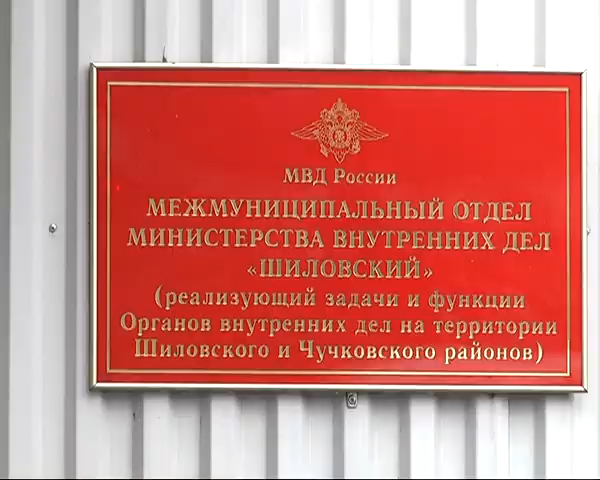 МВД России
МЕЖМУНИЦИПАЛЬНЫЙ ОТДЕЛ
МИНИСТЕРСТВА ВНУТРЕННИХ ДЕЛ
«ШИЛОВСКИЙ»
(реализующий задачи и функции
Органов внутренних дел на территории
Шиловского и Чучковского районов)